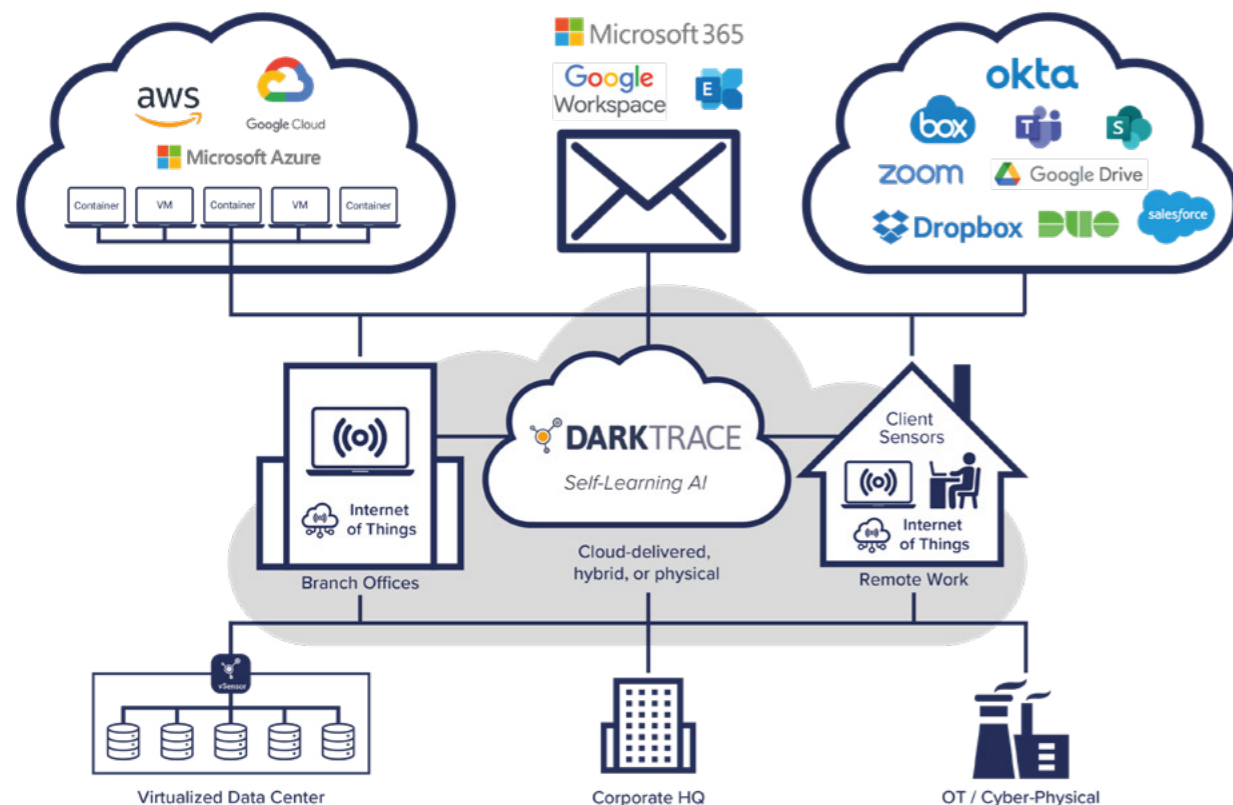 Microsoft 365
Google
Workspace
E
aws
Google Cloud
Microsoft Azure
Container
VM
Container
VM
Container
okta
box
T
S
zoom
Google Drive
Dropbox
DUO
salesforce
DARKTRACE
Self-Learning AI
Cloud-delivered,
hybrid, or physical
Internet
of Things
Branch Offices
Client
Sensors
Internet
of Things
Remote Work
vSensor
Virtualized Data Center
Corporate HQ
OT / Cyber-Physical